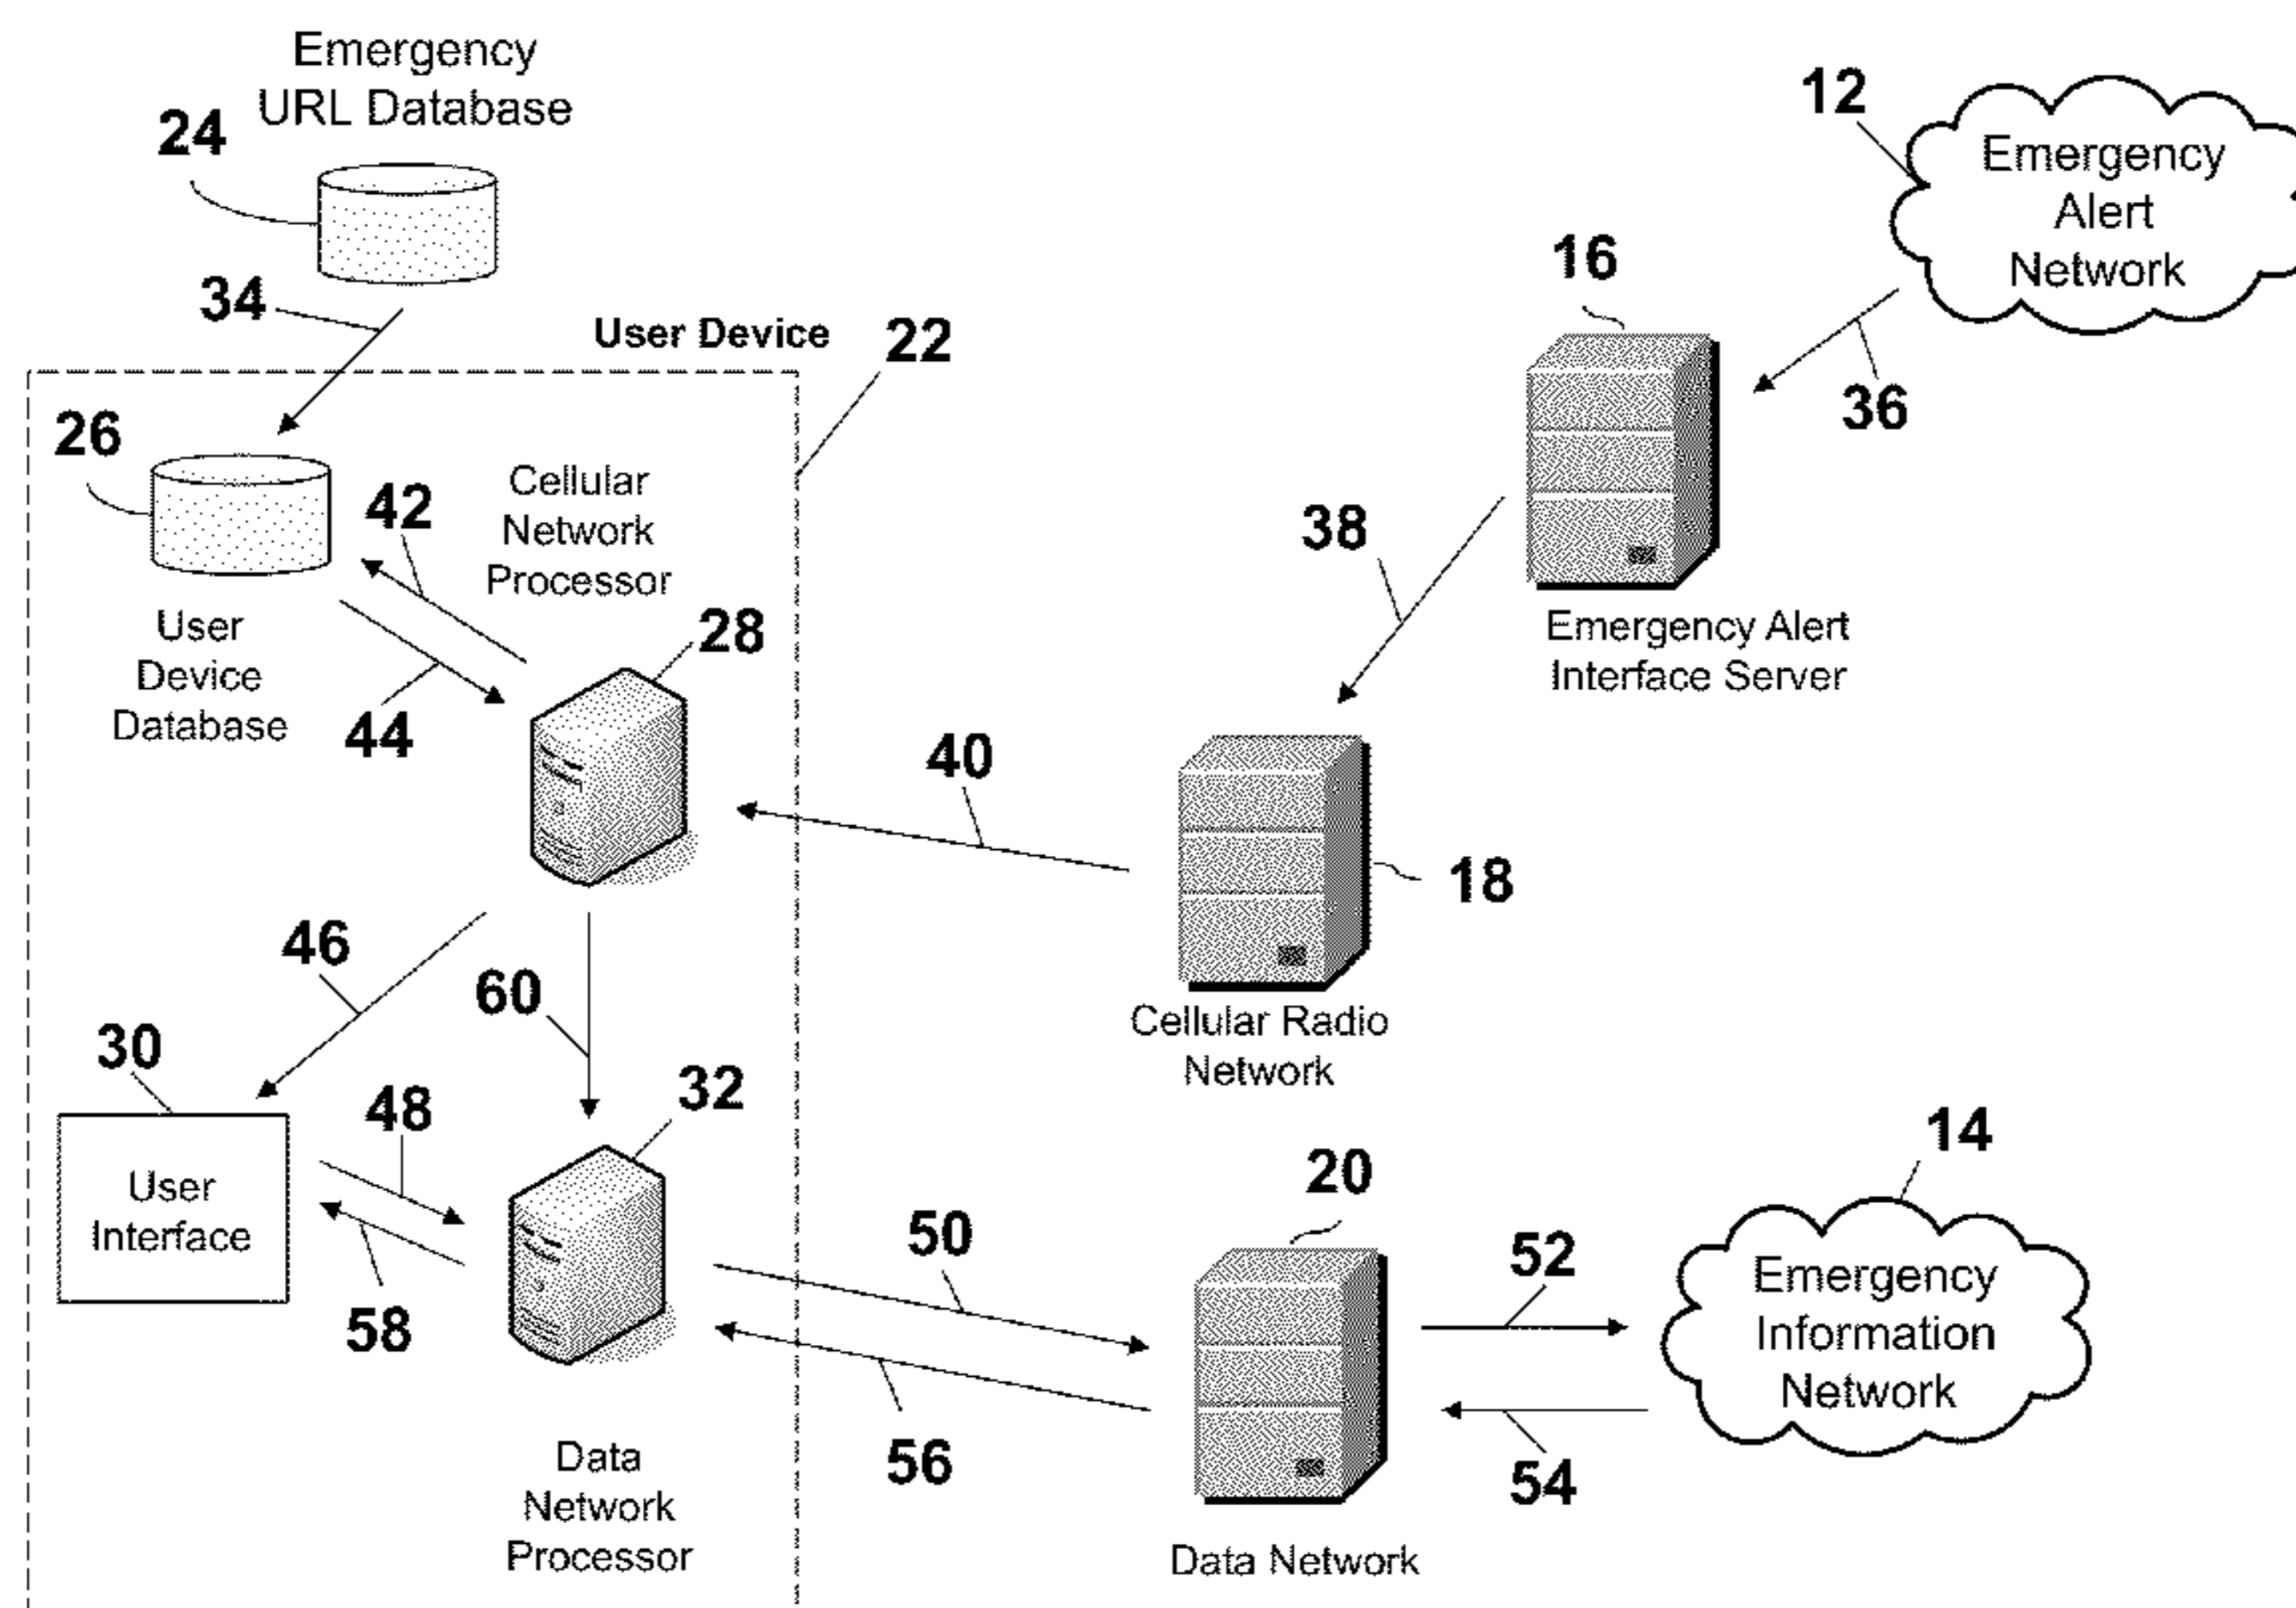 Emergency
URL Database
24
34
User Device
22
12
Emergency
Alert
Network
16
36
26
42
Cellular
Network
Processor
28
User
Device
Database
44
38
Emergency Alert
Interface Server
40
18
Cellular Radio
Network
46
60
30
48
32
User
Interface
58
Data
Network
Processor
50
56
20
Data Network
52
54
14
Emergency
Information
Network